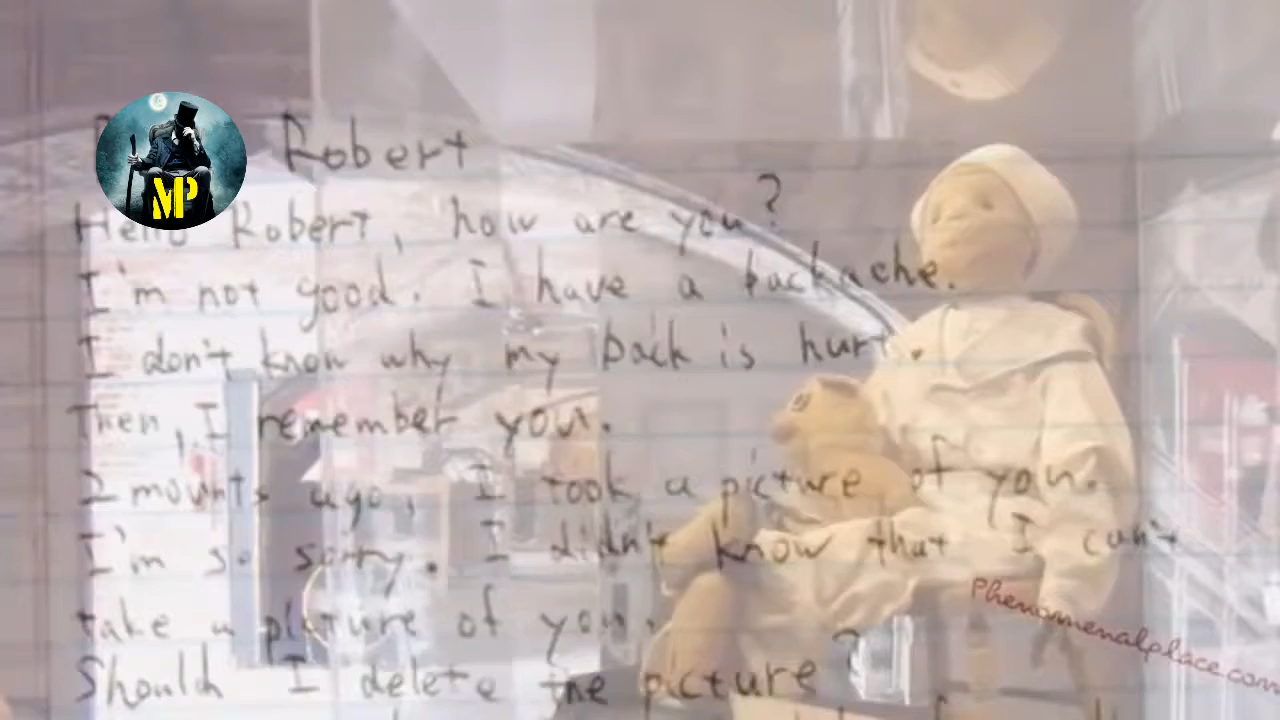 Robert
Hello Robert, how are you?
I'm not good. I have a backache.
I don't know why my back is hurt.
Then, I remember you.
2 mounts ago, I took a picture of you.
I'm so sorry. I didn't know that I can't
take a picture of you.
Should I delete the picture?
MP
Phenomenalplace.com